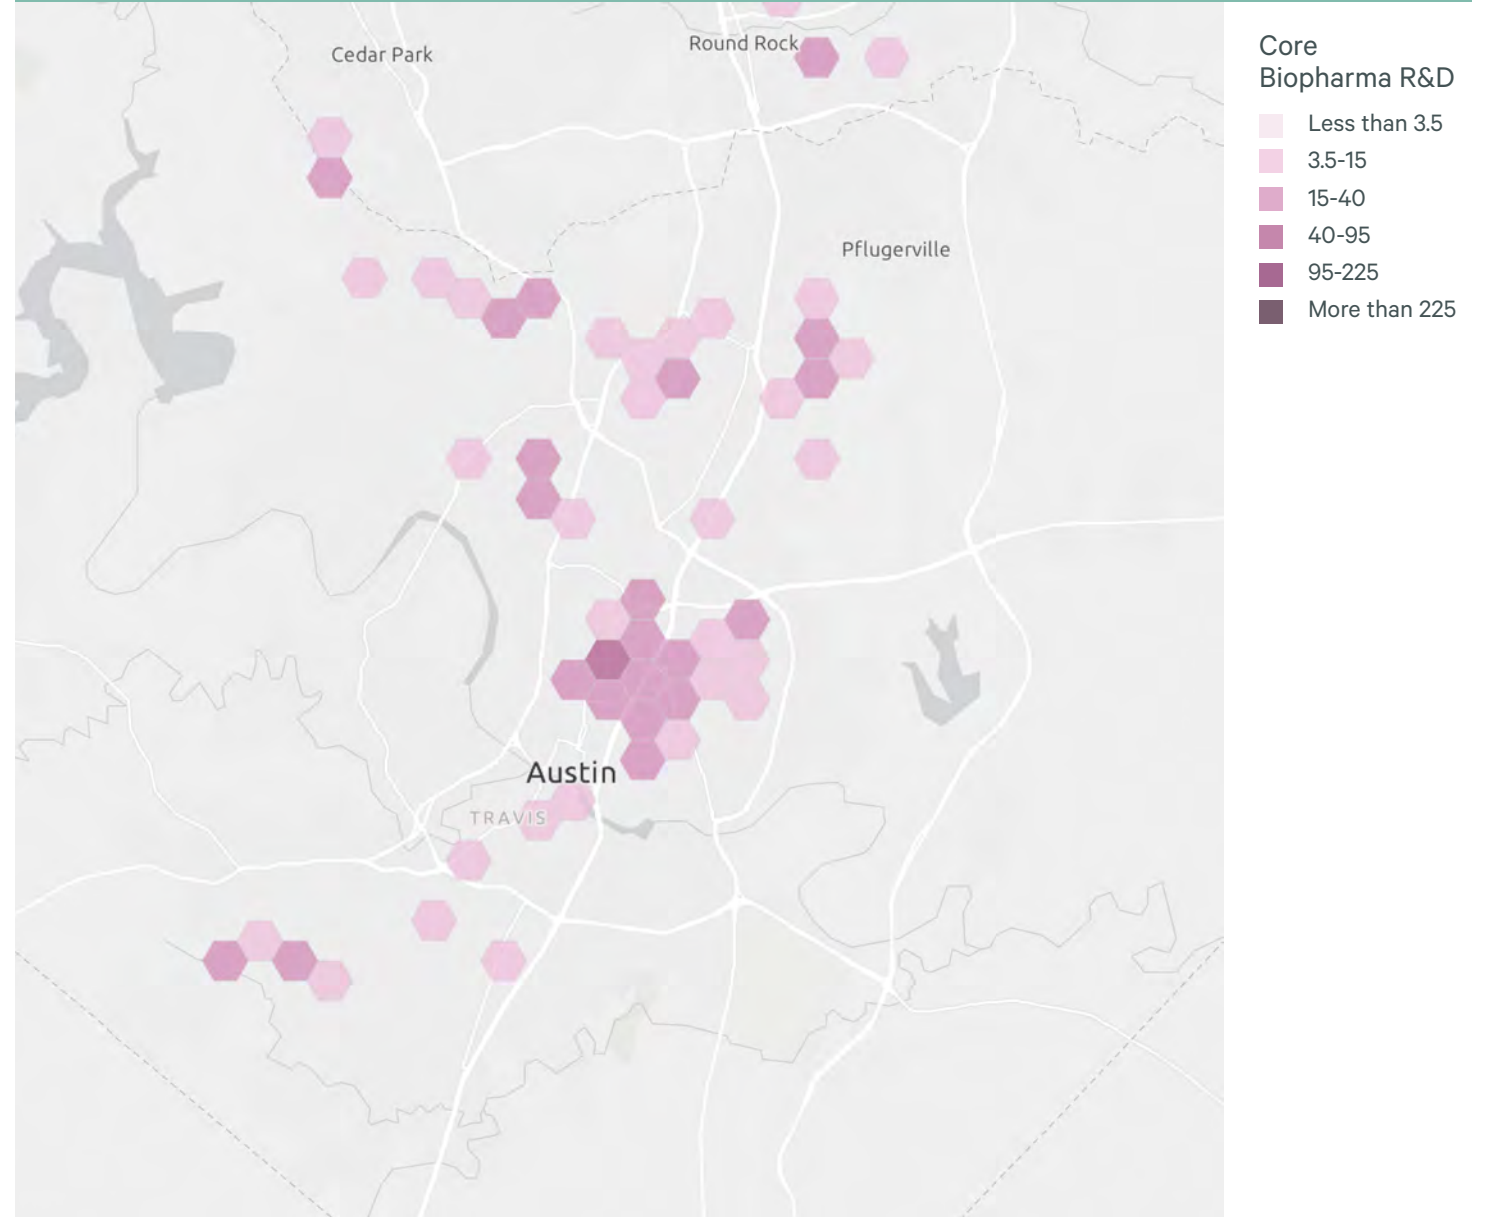 Cedar Park
Round Rock
Pflugerville
Austin
TRAVIS
Core
Biopharma R&D
Less than 3.5
3.5-15
15-40
40-95
95-225
More than 225